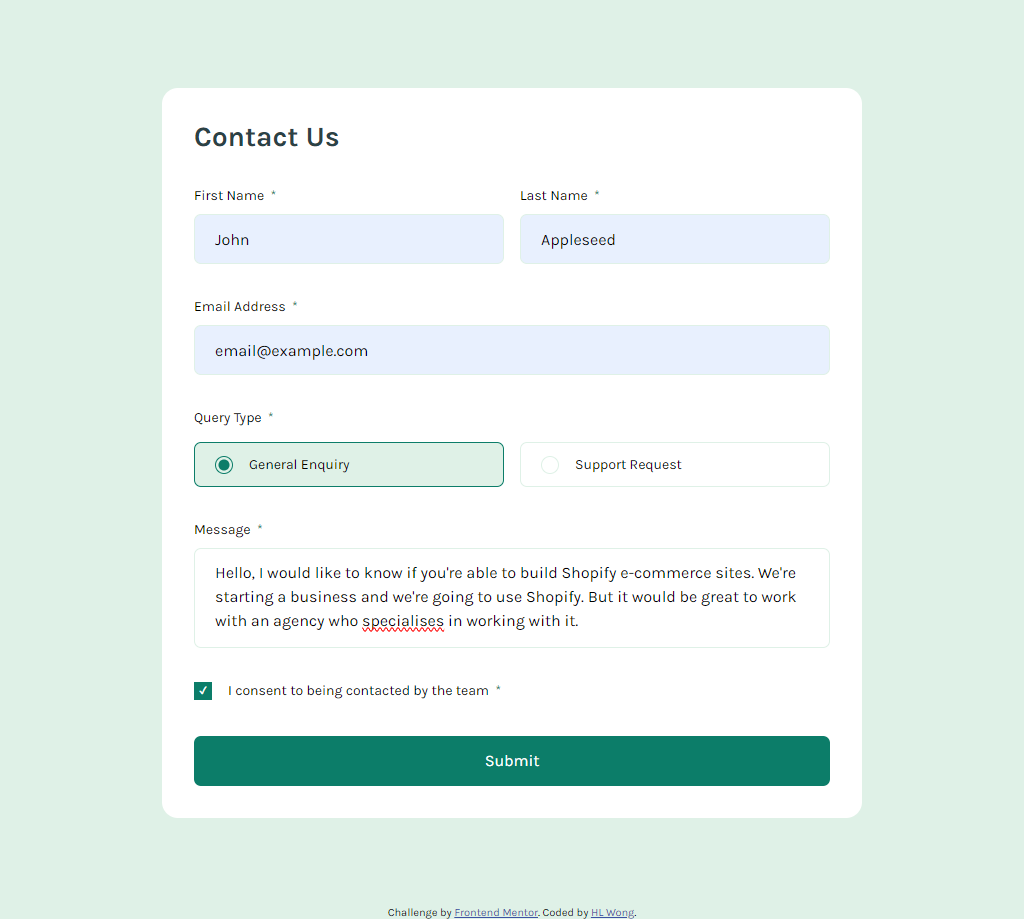 Contact Us
First Name *
Last Name *
John
Appleseed
Email Address *
email@example.com
Query Type *
General Enquiry
Support Request
Message *
Hello, I would like to know if you're able to build Shopify e-commerce sites. We're
starting a business and we're going to use Shopify. But it would be great to work
with an agency who specialises in working with it.
I consent to being contacted by the team *
Submit
Challenge by Frontend Mentor. Coded by HL Wong.